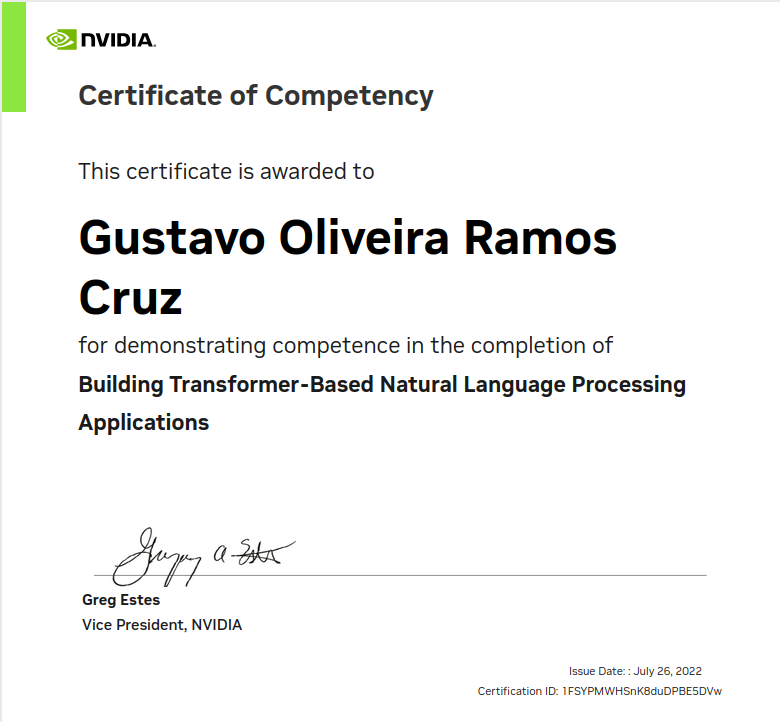 NVIDIA.
Certificate of Competency
This certificate is awarded to
Gustavo Oliveira Ramos
Cruz
for demonstrating competence in the completion of
Building Transformer-Based Natural Language Processing
Applications
Gregory A Estes
Greg Estes
Vice President, NVIDIA
Issue Date: : July 26, 2022
Certification ID: 1FSYPMWHSnK8duDPBE5DVw